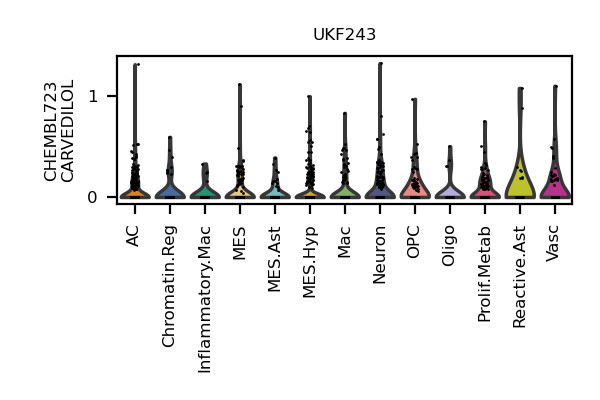 UKF243
CHEMBL723
CARVEDILOL
1
0
AC
Chromatin.Reg
Inflammatory.Mac
MES
MES.Ast
MES.Hyp
Mac
Neuron
OPC
Oligo
Prolif.Metab
Reactive.Ast
Vasc